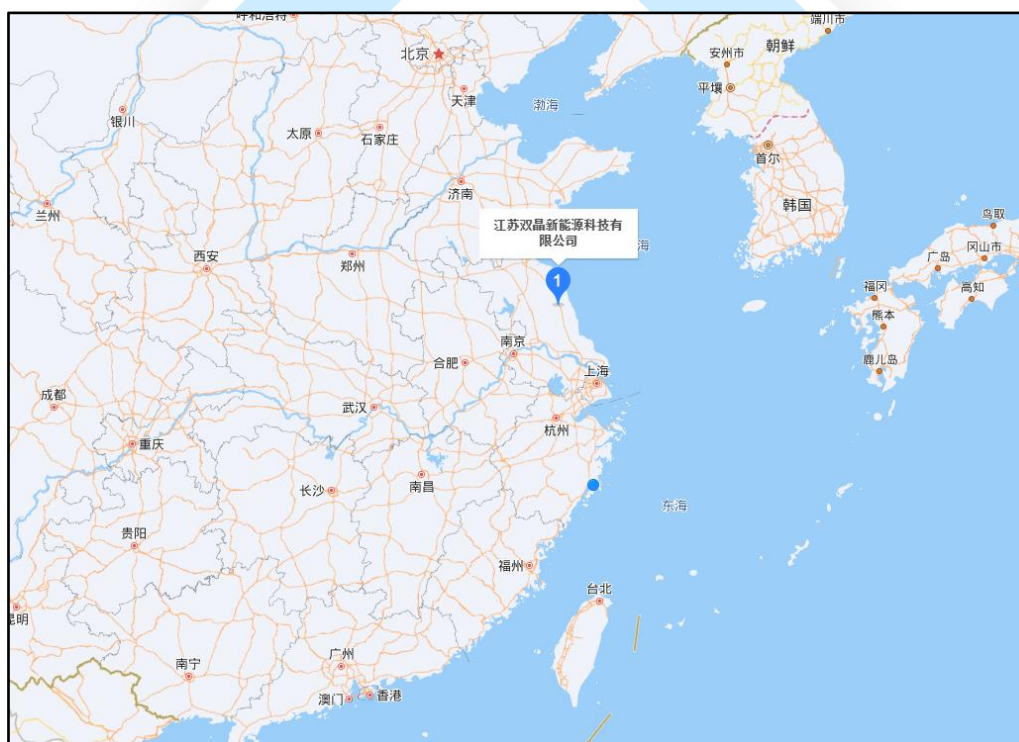 呼和浩特
端川市
北京
安州市
朝鲜
平壤
天津
渤海
银川
太原
石家庄
首尔
济南
韩国
兰州
江苏双晶新能源科技有
限公司
海
鸟取
西安
郑州
冈山市
广岛
1
福冈
高知
熊本
南京
合肥
鹿儿岛
上海
成都
武汉
杭州
重庆
南昌
长沙
东海
贵阳
福州
台北
昆明
广州
南宁
澳门
香港